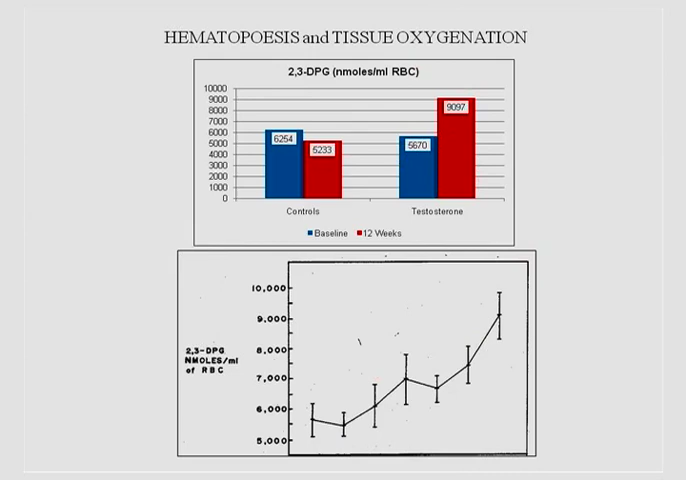 HEMATOPOESIS and TISSUE OXYGENATION
2,3-DPG (nmoles/ml RBC)
10000
9000
8000
7000
6000
5000
4000
3000
2000
1000
0
6254
5233
5670
9097
Controls
Testosterone
Baseline
12 Weeks
2,3-DPG
NMOLES/ml
of RBC
10,000
9,000
8,000
7,000
6,000
5,000